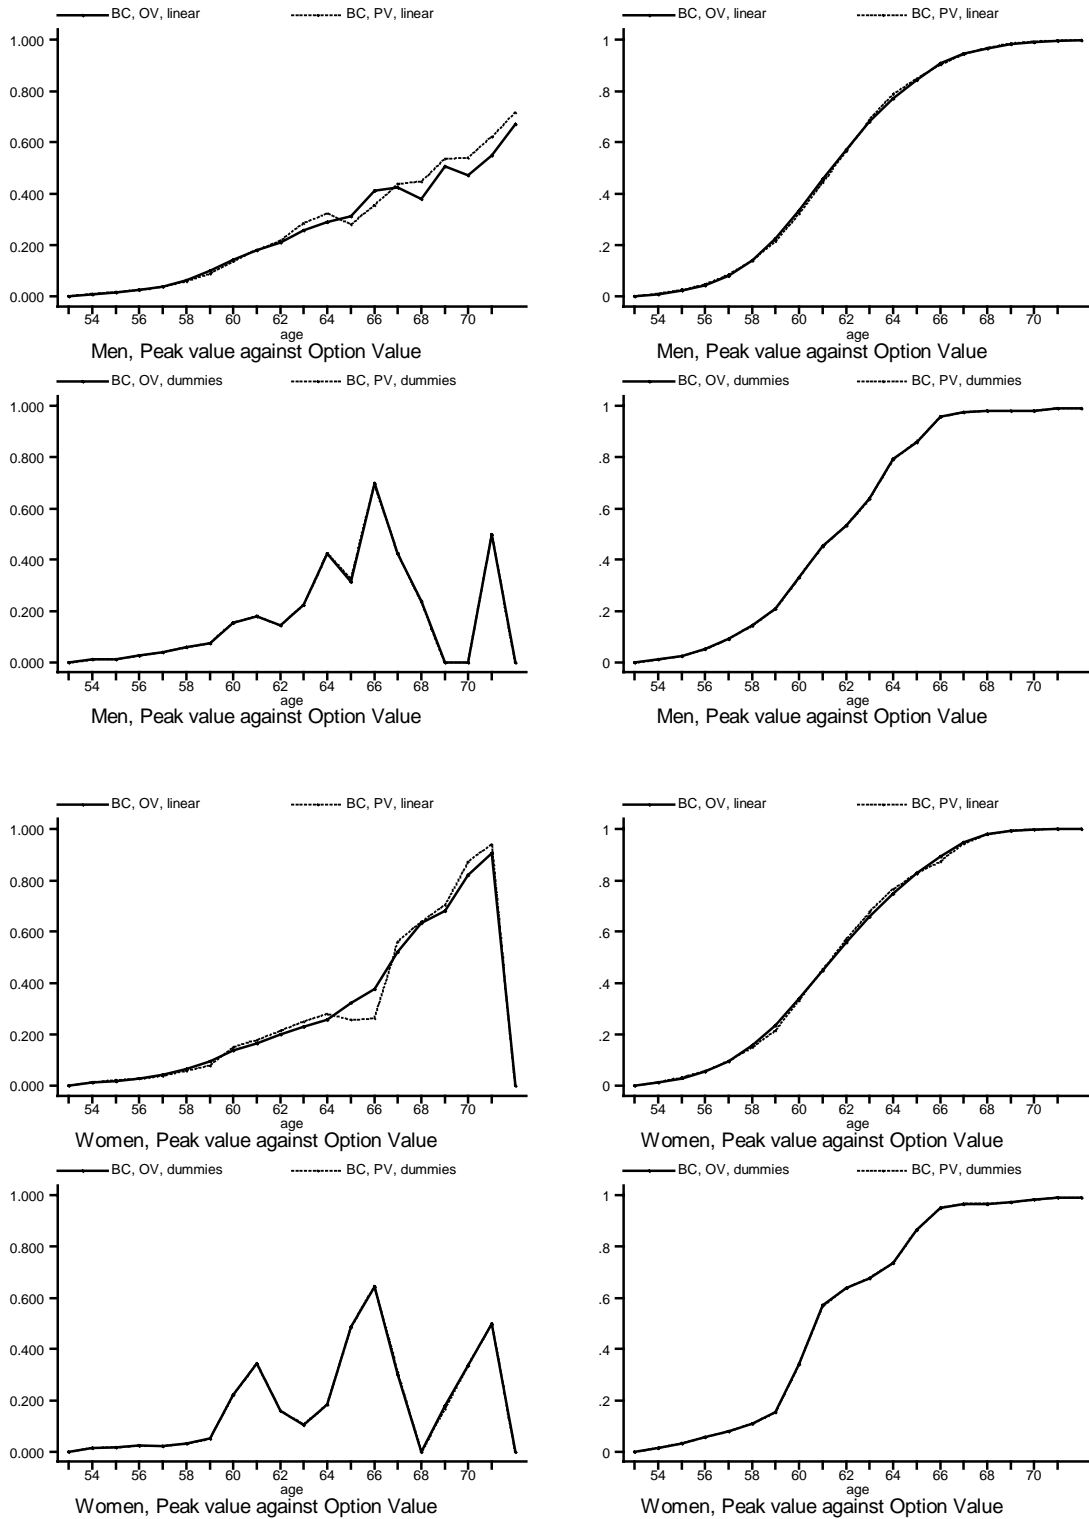 BC, OV, linear BC, PV, linear
1.000
0.800
0.600
0.400
0.200
0.000
54 56 58 60 62 64 66 68 70
age
Men, Peak value against Option Value
BC, OV, linear BC, PV, linear
1
.8
.6
.4
.2
0
54 56 58 60 62 64 66 68 70
age
Men, Peak value against Option Value
BC, OV, dummies BC, PV, dummies
1.000
0.800
0.600
0.400
0.200
0.000
54 56 58 60 62 64 66 68 70
age
Men, Peak value against Option Value
BC, OV, dummies BC, PV, dummies
1
.8
.6
.4
.2
0
54 56 58 60 62 64 66 68 70
age
Men, Peak value against Option Value
BC, OV, linear BC, PV, linear
1.000
0.800
0.600
0.400
0.200
0.000
54 56 58 60 62 64 66 68 70
age
Women, Peak value against Option Value
BC, OV, linear BC, PV, linear
1
.8
.6
.4
.2
0
54 56 58 60 62 64 66 68 70
age
Women, Peak value against Option Value
BC, OV, dummies BC, PV, dummies
1.000
0.800
0.600
0.400
0.200
0.000
54 56 58 60 62 64 66 68 70
age
Women, Peak value against Option Value
BC, OV, dummies BC, PV, dummies
1
.8
.6
.4
.2
0
54 56 58 60 62 64 66 68 70
age
Women, Peak value against Option Value